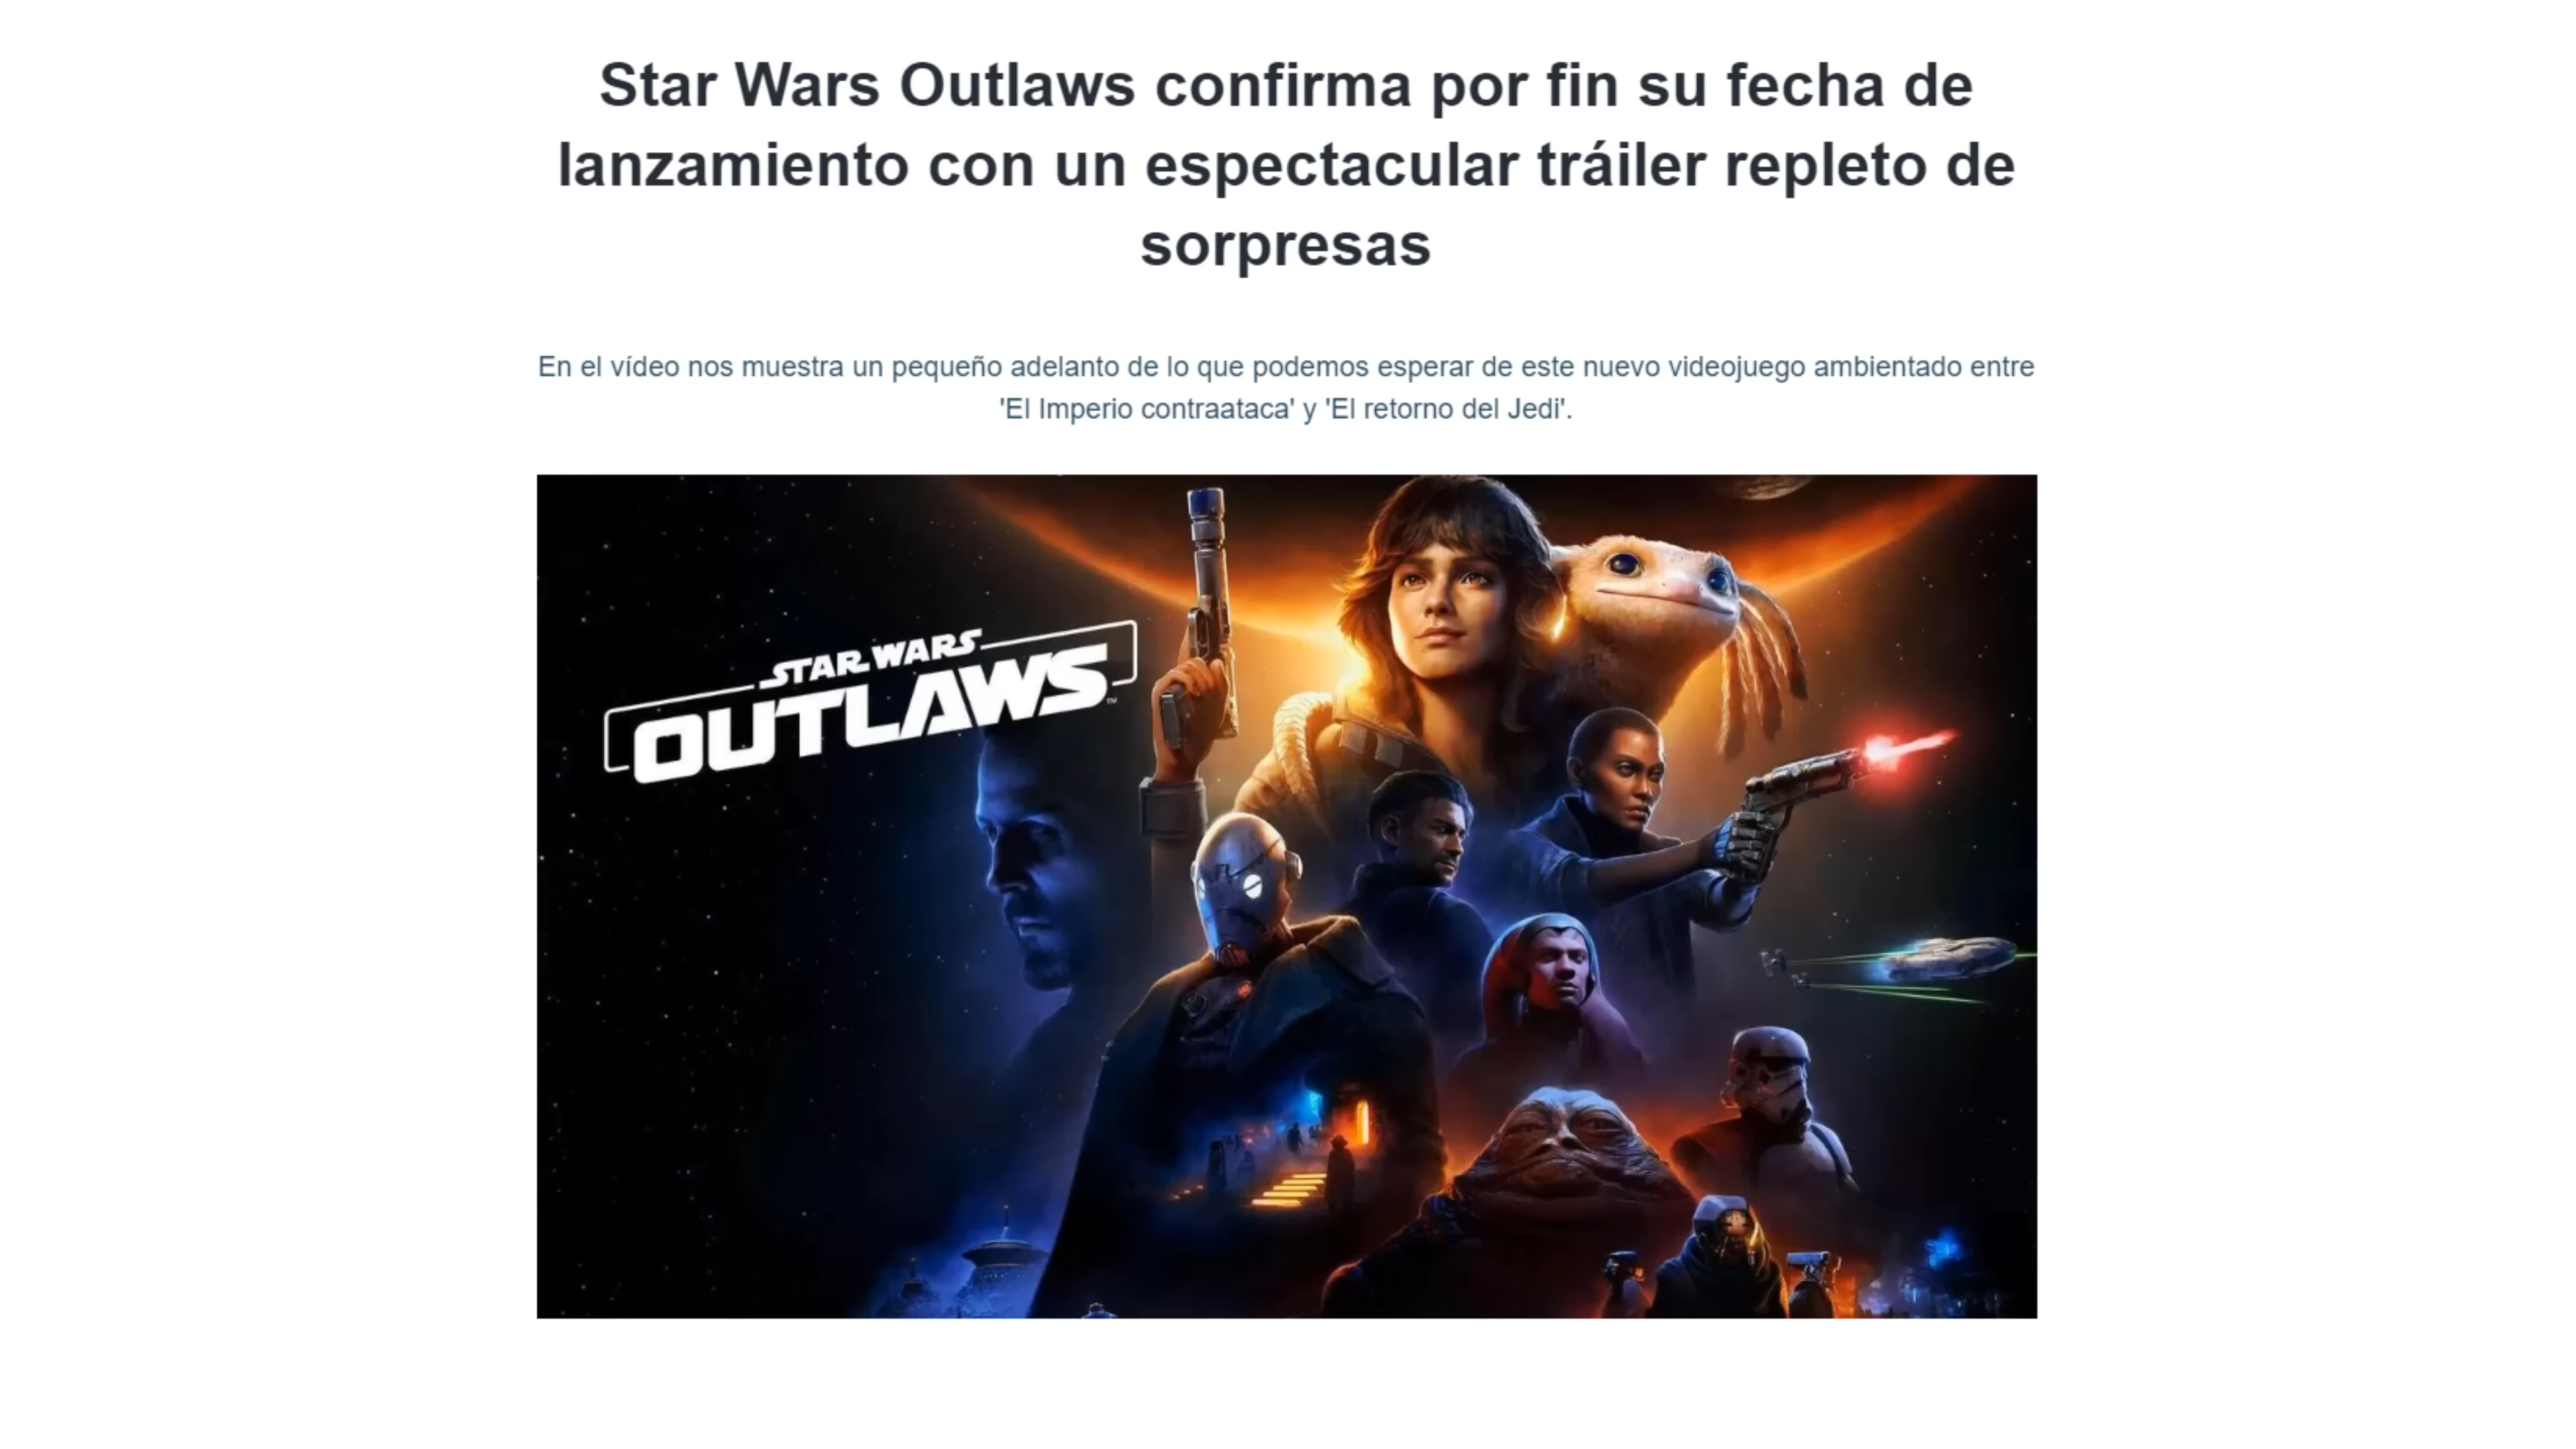 Star Wars Outlaws confirma por fin su fecha de
lanzamiento con un espectacular tráiler repleto de
sorpresas
En el vídeo nos muestra un pequeño adelanto de lo que podemos esperar de este nuevo videojuego ambientado entre
'El Imperio contraataca' y 'El retorno del Jedi'.
STAR WARS
OUTLAWS™